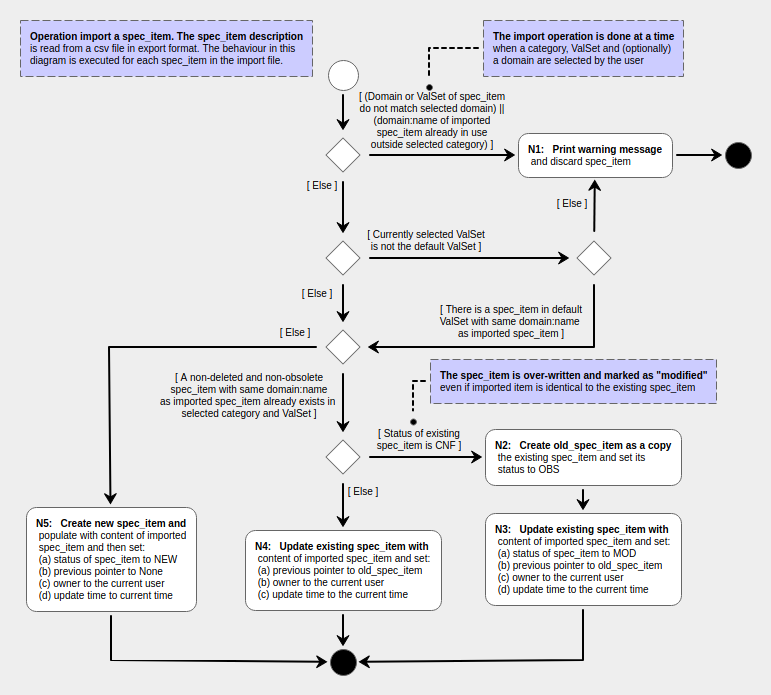 Operation import a spec_item. The spec_item description
is read from a csv file in export format. The behaviour in this
diagram is executed for each spec_item in the import file.
The import operation is done at a time
when a category, ValSet and (optionally)
a domain are selected by the user
[ (Domain or ValSet of spec_item
do not match selected domain) ||
(domain:name of imported
spec_item already in use
outside selected category) ]
N1: Print warning message
and discard spec_item
[ Else ]
[ Else ]
[ Currently selected ValSet
is not the default ValSet ]
[ Else ]
[ There is a spec_item in default
ValSet with same domain:name
as imported spec_item ]
[ Else ]
[ A non-deleted and non-obsolete
spec_item with same domain:name
as imported spec_item already exists in
selected category and ValSet ]
The spec_item is over-written and marked as "modified"
even if imported item is identical to the existing spec_item
[ Status of existing
spec_item is CNF ]
N2: Create old_spec_item as a copy
the existing spec_item and set its
status to OBS
[ Else ]
N5: Create new spec_item and
populate with content of imported
spec_item and then set:
(a) status of spec_item to NEW
(b) previous pointer to None
(c) owner to the current user
(d) update time to current time
N4: Update existing spec_item with
content of imported spec_item and set:
(a) previous pointer to old_spec_item
(b) owner to the current user
(c) update time to the current time
N3: Update existing spec_item with
content of imported spec_item and set:
(a) status of spec_item to MOD
(b) previous pointer to old_spec_item
(c) owner to the current user
(d) update time to the current time